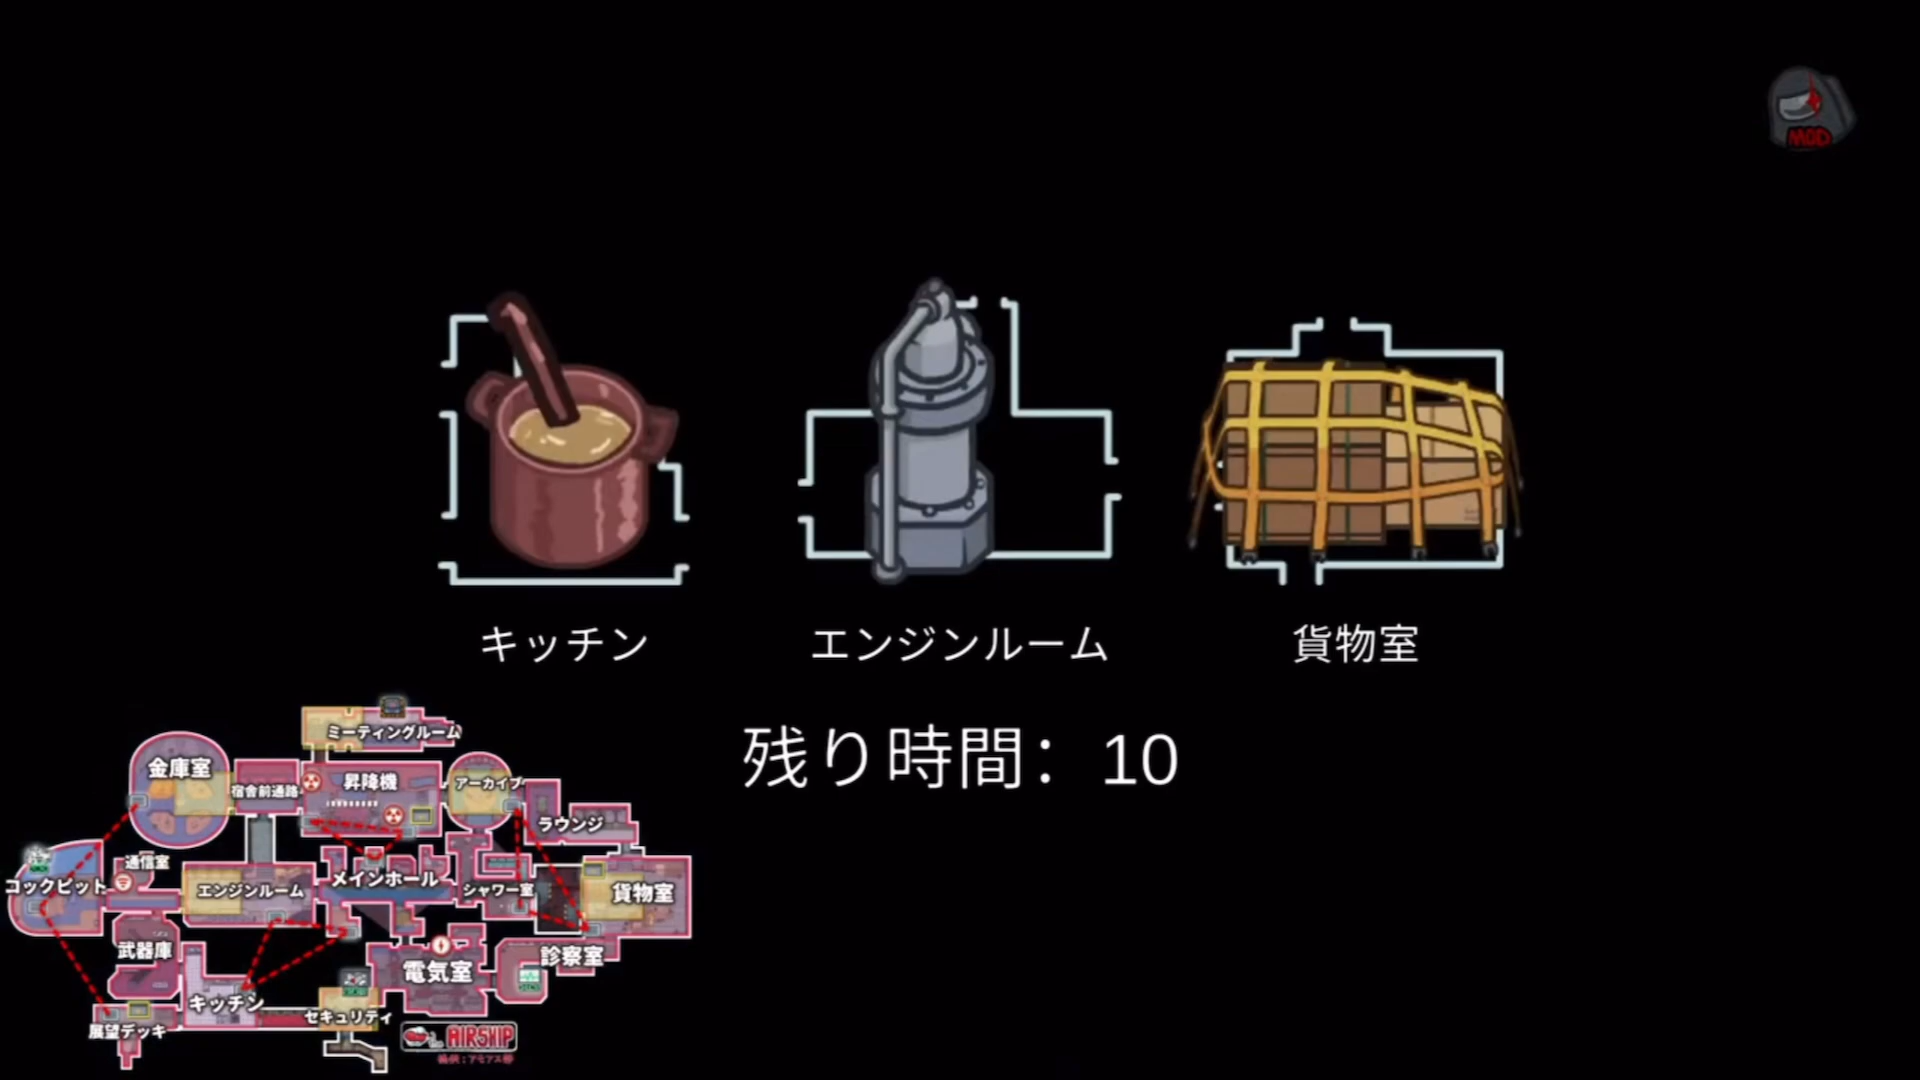 MOD
キッチン
エンジンルーム
貨物室
残り時間: 10
ミーティングルーム
金庫室
宿舎前通路
昇降機
アーカイブ
ラウンジ
通信室
コックピット
エンジンルーム
メインホール
シャワー室
貨物室
武器庫
電気室
診察室
キッチン
セキュリティ
展望デッキ
AIRSHIP